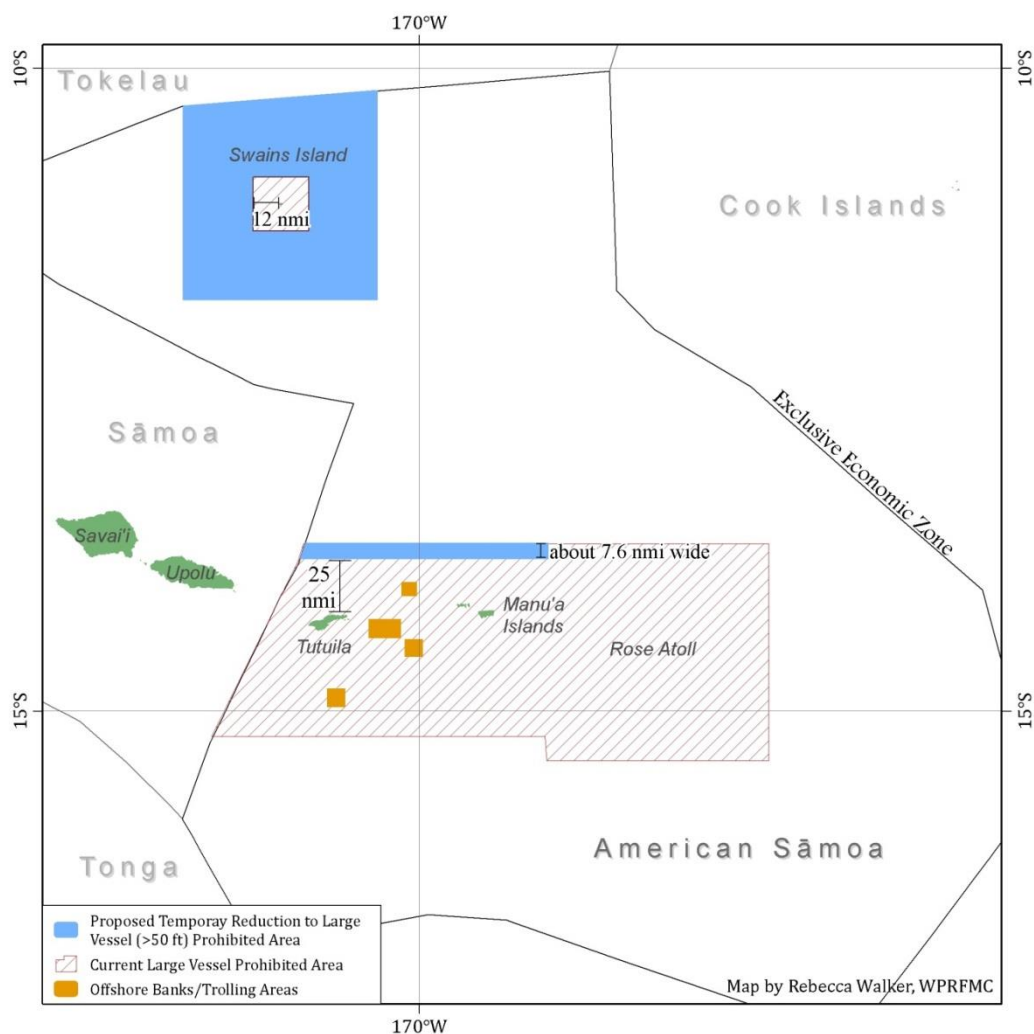 170°W
10°S
10°S
Tokelau
Swains Island
12 nmi
Cook Islands
Sāmoa
Exclusive Economic Zone
Savai'i
Upolu
about 7.6 nmi wide
25
nmi
Manu'a
Islands
Tutuila
Rose Atoll
15°S
15°S
American Sāmoa
Tonga
Proposed Temporay Reduction to Large
Vessel (>50 ft) Prohibited Area
Current Large Vessel Prohibited Area
Offshore Banks/Trolling Areas
Map by Rebecca Walker, WPRFMC
170°W